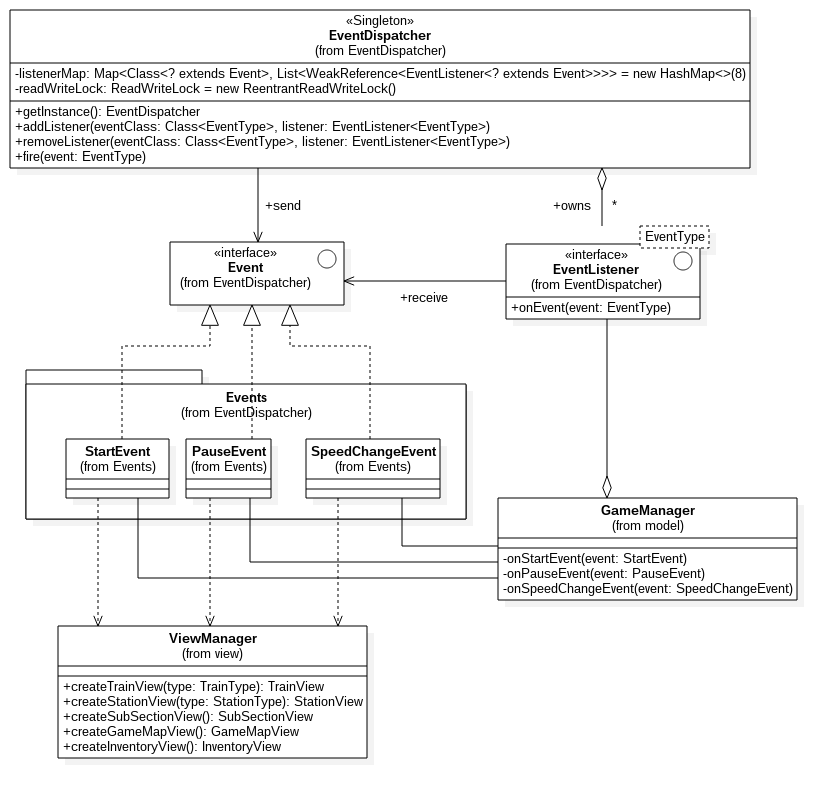 «Singleton»
EventDispatcher
(from EventDispatcher)
-listenerMap: Map<Class<? extends Event>, List<WeakReference<EventListener<? extends Event>>>> = new HashMap<>(8)
-readWriteLock: ReadWriteLock = new ReentrantReadWriteLock()
+getInstance(): EventDispatcher
+addListener(eventClass: Class<EventType>, listener: EventListener<EventType>)
+removeListener(eventClass: Class<EventType>, listener: EventListener<EventType>)
+fire(event: EventType)
+send
+owns
*
EventType
«interface»
Event
(from EventDispatcher)
«interface»
EventListener
(from EventDispatcher)
+onEvent(event: EventType)
+receive
Events
(from EventDispatcher)
StartEvent
(from Events)
PauseEvent
(from Events)
SpeedChangeEvent
(from Events)
GameManager
(from model)
-onStartEvent(event: StartEvent)
-onPauseEvent(event: PauseEvent)
-onSpeedChangeEvent(event: SpeedChangeEvent)
ViewManager
(from view)
+createTrainView(type: TrainType): TrainView
+createStationView(type: StationType): StationView
+createSubSectionView(): SubSectionView
+createGameMapView(): GameMapView
+createInventoryView(): InventoryView